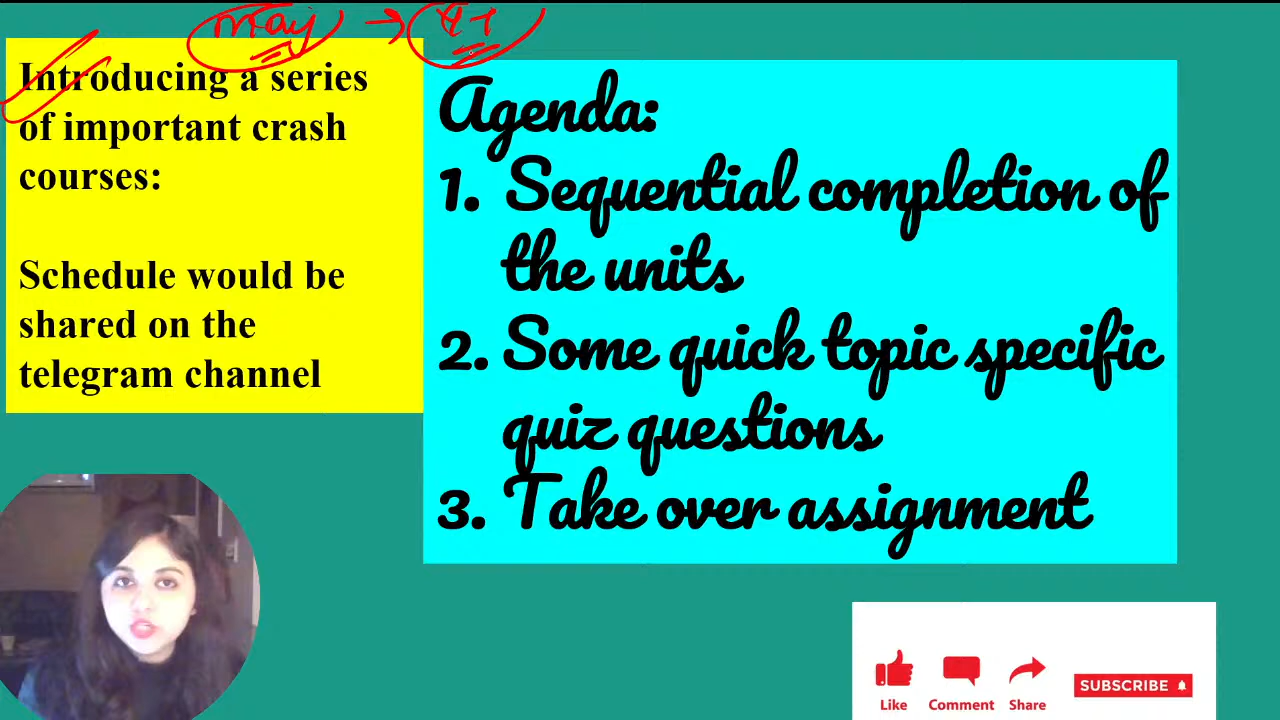 May →
Introducing a series
of important crash
courses:
Schedule would be
shared on the
telegram channel
Agenda:
1. Sequential completion of
the units
2. Some quick topic specific
quiz questions
3. Take over assignment
Like
Comment
Share
SUBSCRIBE